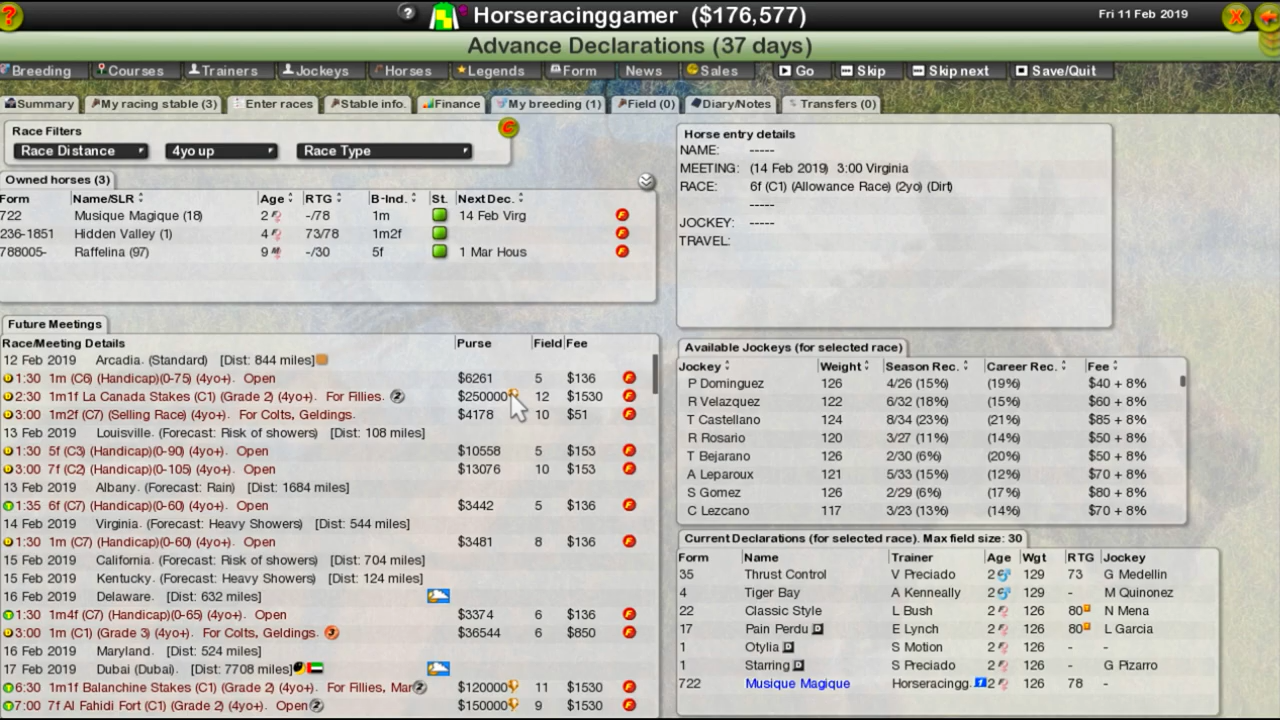 ? ? Horseracinggamer ($176,577) Fri 11 Feb 2019 X
Advance Declarations (37 days)
Breeding Courses Trainers Jockeys Horses Legends Form News Sales Go Skip Skip next Save/Quit
Summary My racing stable (3) Enter races Stable info. Finance My breeding (1) Field (0) Diary/Notes Transfers (0)
Race Filters
Race Distance 4yo up Race Type
Owned horses (3)
Form Name/SLR Age RTG B-Ind. St. Next Dec.
722 Musique Magique (18) 2 -/78 1m 14 Feb Virg
236-1851 Hidden Valley (1) 4 73/78 1m2f
788005- Raffelina (97) 9 -/30 5f 1 Mar Hous
Future Meetings
Race/Meeting Details Purse Field Fee
12 Feb 2019 Arcadia. (Standard) [Dist: 844 miles]
1:30 1m (C6) (Handicap)(0-75) (4yo+). Open $6261 5 $136
2:30 1m1f La Canada Stakes (C1) (Grade 2) (4yo+). For Fillies. 2 $250000 12 $1530
3:00 1m2f (C7) (Selling Race) (4yo+). For Colts, Geldings. $4178 10 $51
13 Feb 2019 Louisville. (Forecast: Risk of showers) [Dist: 108 miles]
1:30 5f (C3) (Handicap)(0-90) (4yo+). Open $10558 5 $153
3:00 7f (C2) (Handicap)(0-105) (4yo+). Open $13076 10 $153
13 Feb 2019 Albany. (Forecast: Rain) [Dist: 1684 miles]
1:35 6f (C7) (Handicap)(0-60) (4yo+). Open $3442 5 $136
14 Feb 2019 Virginia. (Forecast: Heavy Showers) [Dist: 544 miles]
1:30 1m (C7) (Handicap)(0-60) (4yo+). Open $3481 8 $136
15 Feb 2019 California. (Forecast: Risk of showers) [Dist: 704 miles]
15 Feb 2019 Kentucky. (Forecast: Heavy Showers) [Dist: 124 miles]
16 Feb 2019 Delaware. [Dist: 632 miles]
1:30 1m4f (C7) (Handicap)(0-65) (4yo+). Open $3374 6 $136
3:00 1m (C1) (Grade 3) (4yo+). For Colts, Geldings. 3 $36544 6 $850
16 Feb 2019 Maryland. [Dist: 524 miles]
17 Feb 2019 Dubai (Dubai). [Dist: 7708 miles]
6:30 1m1f Balanchine Stakes (C1) (Grade 2) (4yo+). For Fillies, Mar 2 $120000 11 $1530
7:00 7f Al Fahidi Fort (C1) (Grade 2) (4yo+). Open 2 $150000 9 $1530
Horse entry details
NAME: -----
MEETING: (14 Feb 2019) 3:00 Virginia
RACE: 6f (C1) (Allowance Race) (2yo) (Dirt)
-----
JOCKEY: -----
TRAVEL:
Available Jockeys (for selected race)
Jockey Weight Season Rec. Career Rec. Fee
P Dominguez 126 4/26 (15%) (19%) $40 + 8%
R Velazquez 122 6/32 (18%) (15%) $60 + 8%
T Castellano 124 8/34 (23%) (21%) $85 + 8%
R Rosario 120 3/27 (11%) (14%) $50 + 8%
T Bejarano 126 2/30 (6%) (20%) $50 + 8%
A Leparoux 121 5/33 (15%) (12%) $70 + 8%
S Gomez 126 2/29 (6%) (17%) $80 + 8%
C Lezcano 117 3/23 (13%) (14%) $70 + 8%
Current Declarations (for selected race). Max field size: 30
Form Name Trainer Age Wgt RTG Jockey
35 Thrust Control V Preciado 2 129 73 G Medellin
4 Tiger Bay A Kenneally 2 129 - M Quinonez
22 Classic Style L Bush 2 126 80 N Mena
17 Pain Perdu D E Lynch 2 126 80 L Garcia
1 Otylia D S Motion 2 126 - -
1 Starring D S Preciado 2 126 - G Pizarro
722 Musique Magique Horseracingg. 2 126 78 -